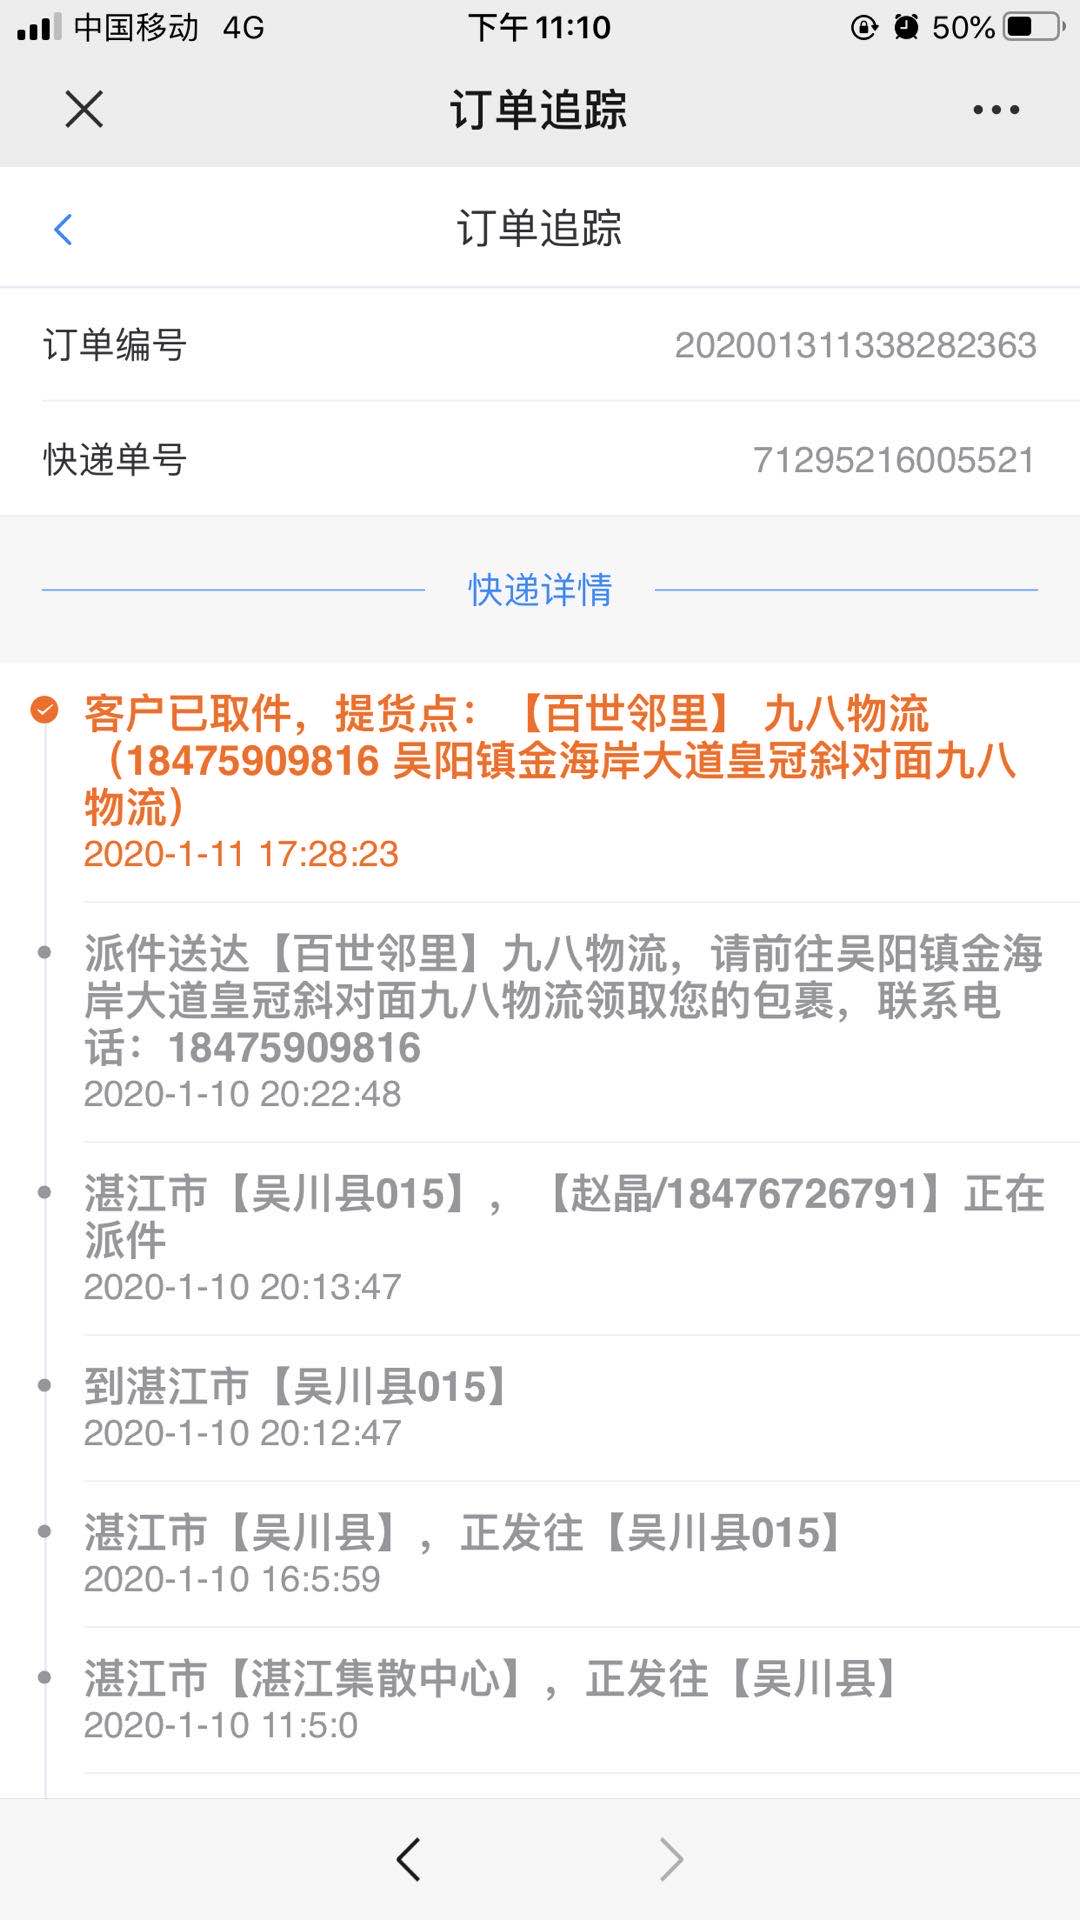 中国移动 4G 下午11:10 50%
订单追踪
订单追踪
订单编号 202001311338282363
快递单号 71295216005521
快递详情
客户已取件，提货点：【百世邻里】 九八物流
（18475909816 吴阳镇金海岸大道皇冠斜对面九八
物流）
2020-1-11 17:28:23
派件送达【百世邻里】九八物流，请前往吴阳镇金海
岸大道皇冠斜对面九八物流领取您的包裹，联系电
话：18475909816
2020-1-10 20:22:48
湛江市【吴川县015】，【赵晶/18476726791】正在
派件
2020-1-10 20:13:47
到湛江市【吴川县015】
2020-1-10 20:12:47
湛江市【吴川县】，正发往【吴川县015】
2020-1-10 16:5:59
湛江市【湛江集散中心】，正发往【吴川县】
2020-1-10 11:5:0